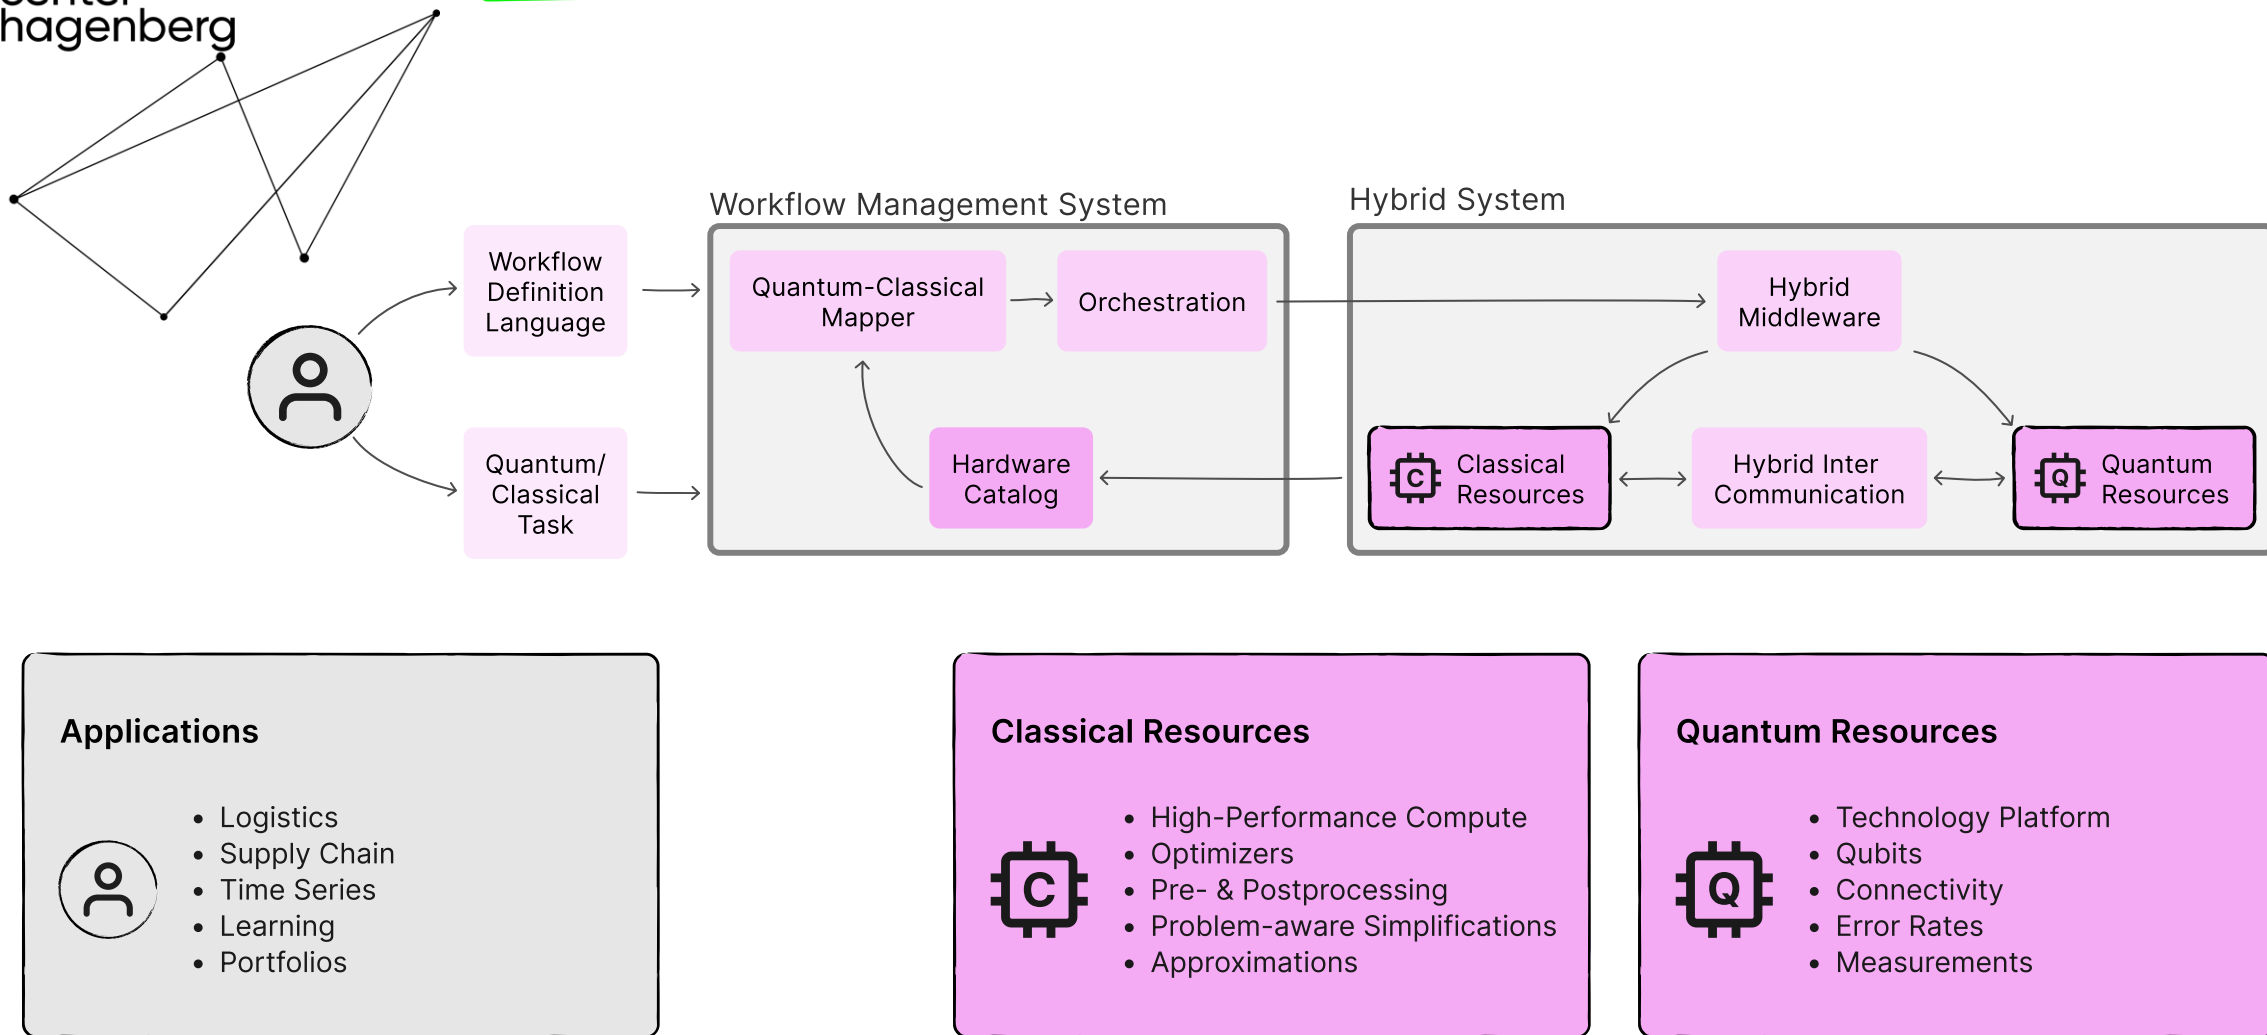 center
hagenberg
Workflow Management System
Hybrid System
Workflow
Definition
Language
Quantum-Classical
Mapper
Orchestration
Hybrid
Middleware
Quantum/
Classical
Task
Hardware
Catalog
C
Classical
Resources
Hybrid Inter
Communication
Q
Quantum
Resources
Applications
• Logistics
• Supply Chain
• Time Series
• Learning
• Portfolios
Classical Resources
C
• High-Performance Compute
• Optimizers
• Pre- & Postprocessing
• Problem-aware Simplifications
• Approximations
Quantum Resources
Q
• Technology Platform
• Qubits
• Connectivity
• Error Rates
• Measurements